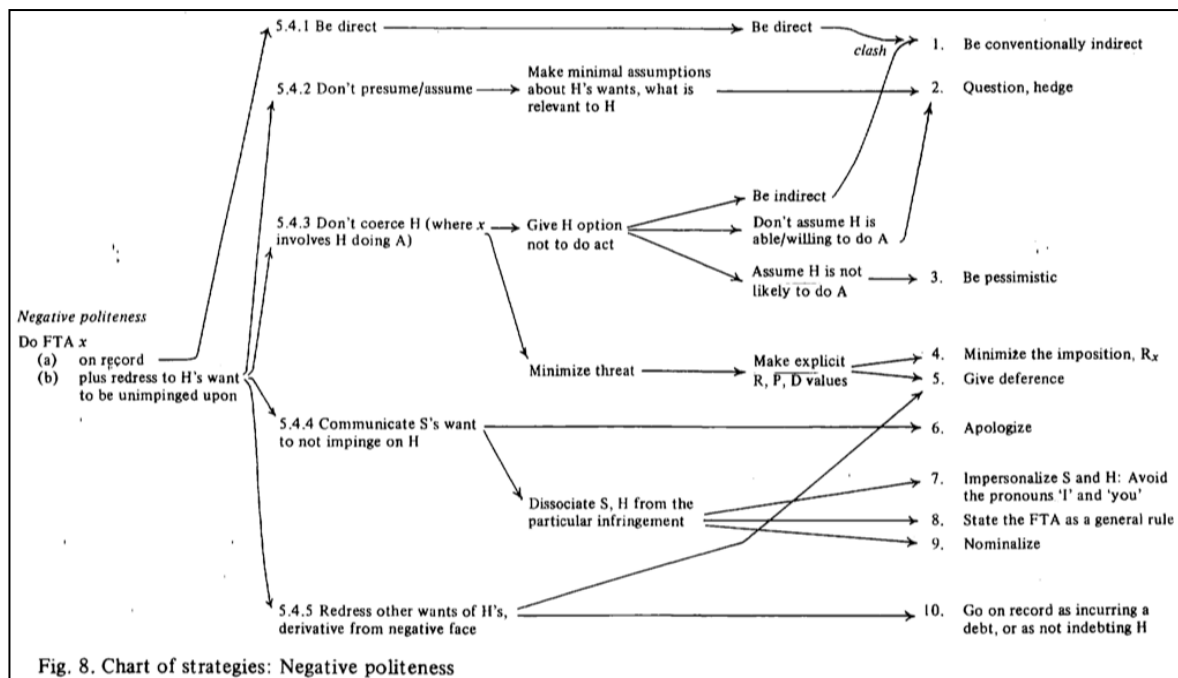 5.4.1 Be direct
Be direct
clash
1. Be conventionally indirect
5.4.2 Don't presume/assume
Make minimal assumptions
about H's wants, what is
relevant to H
2. Question, hedge
Be indirect
5.4.3 Don't coerce H (where x
involves H doing A)
Give H option
not to do act
Don't assume H is
able/willing to do A
Assume H is not
likely to do A
3. Be pessimistic
Negative politeness
Do FTA x
(a) on record
(b) plus redress to H's want
to be unimpinged upon
Minimize threat
Make explicit
R, P, D values
4. Minimize the imposition, Rx
5. Give deference
5.4.4 Communicate S's want
to not impinge on H
6. Apologize
Dissociate S, H from the
particular infringement
7. Impersonalize S and H: Avoid
the pronouns 'I' and 'you'
8. State the FTA as a general rule
9. Nominalize
5.4.5 Redress other wants of H's,
derivative from negative face
10. Go on record as incurring a
debt, or as not indebting H
Fig. 8. Chart of strategies: Negative politeness